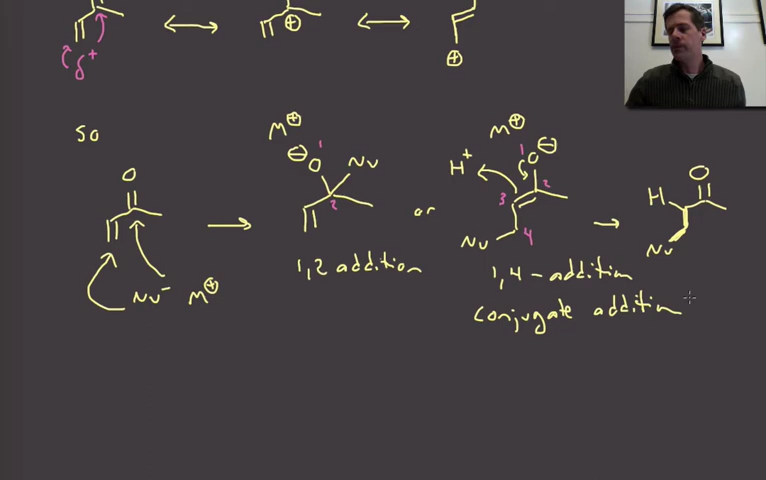 δ+
⊕
⊕
so
O
Nu⁻ M⊕
M⊕
⊖
O
1
Nu
2
1,2 addition
or
M⊕
H+
1
O
⊖
2
3
4
Nu
1,4 - addition
conjugate addition
O
H
Nu